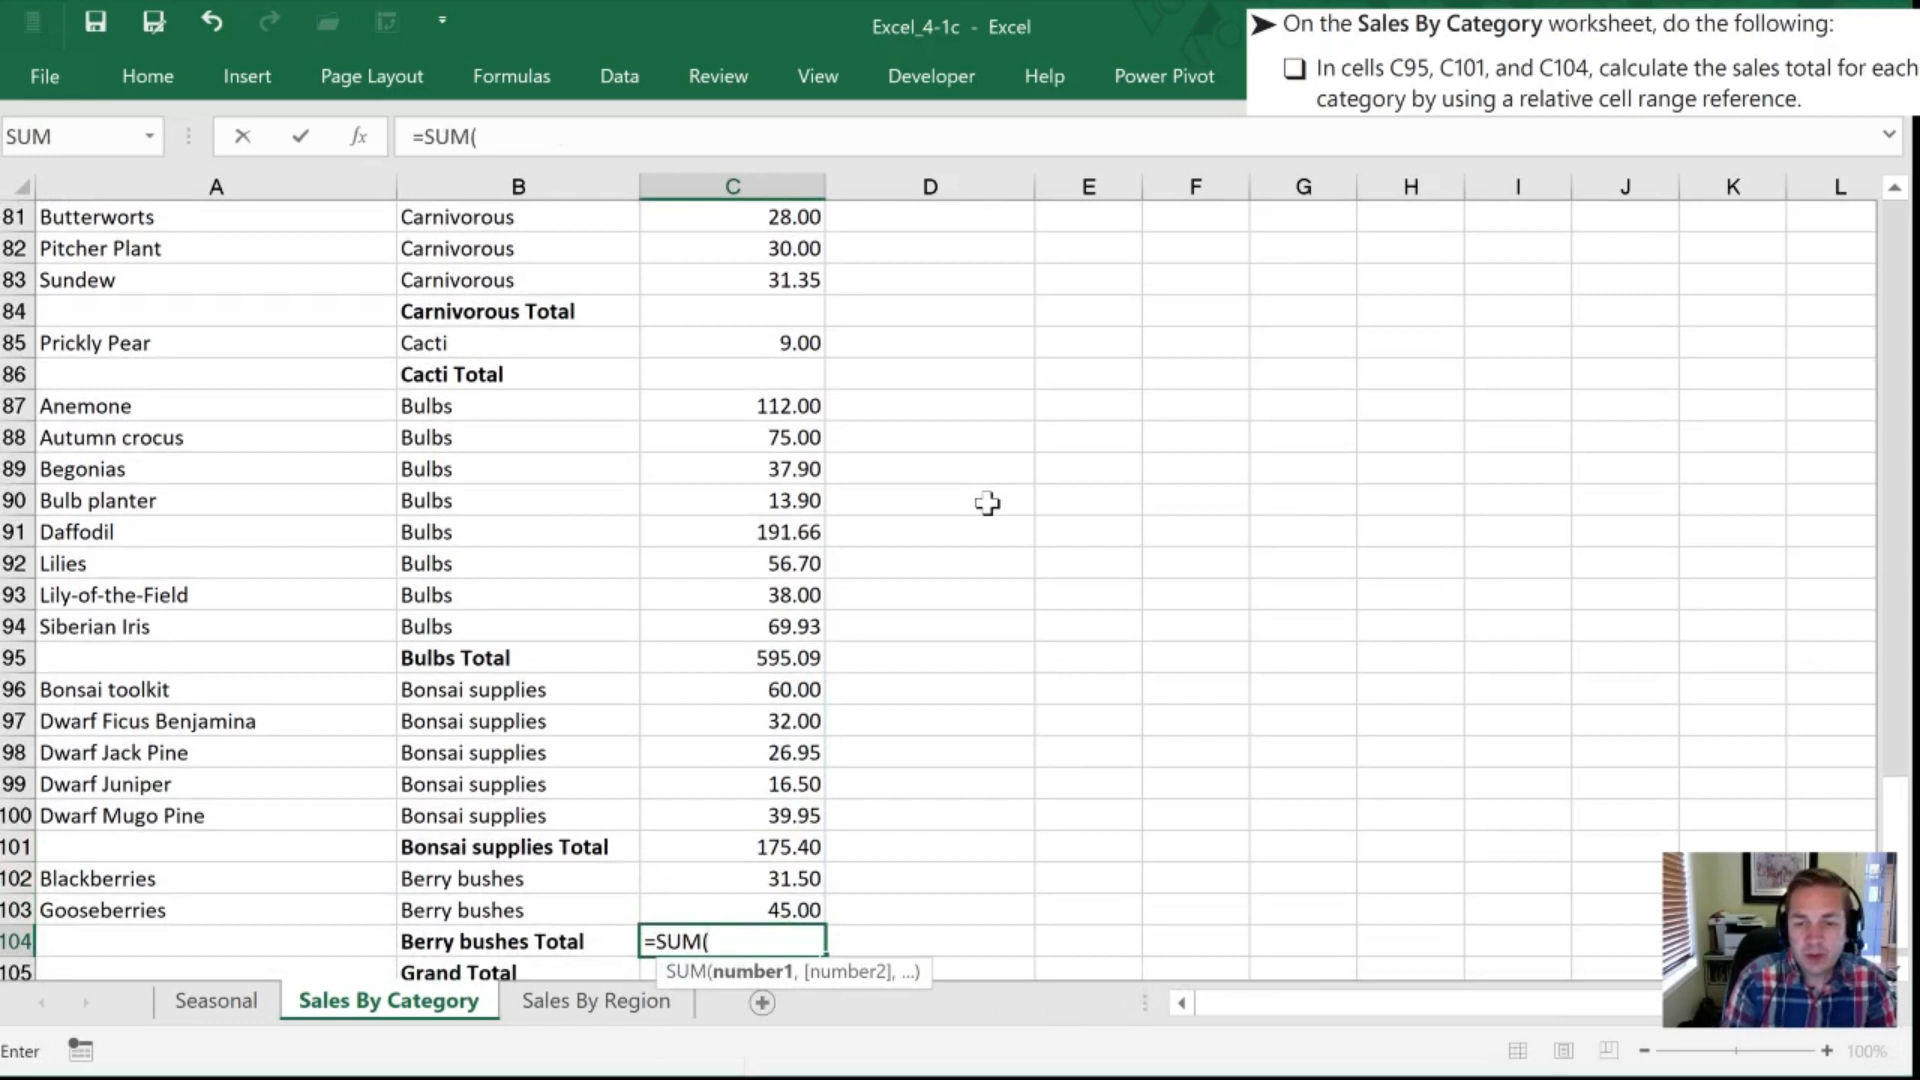 Excel_4-1c - Excel
➤ On the Sales By Category worksheet, do the following:
❏ In cells C95, C101, and C104, calculate the sales total for each
category by using a relative cell range reference.
File Home Insert Page Layout Formulas Data Review View Developer Help Power Pivot
SUM fx =SUM(
A B C D E F G H I J K L
81 Butterworts Carnivorous 28.00
82 Pitcher Plant Carnivorous 30.00
83 Sundew Carnivorous 31.35
84 Carnivorous Total
85 Prickly Pear Cacti 9.00
86 Cacti Total
87 Anemone Bulbs 112.00
88 Autumn crocus Bulbs 75.00
89 Begonias Bulbs 37.90
90 Bulb planter Bulbs 13.90
91 Daffodil Bulbs 191.66
92 Lilies Bulbs 56.70
93 Lily-of-the-Field Bulbs 38.00
94 Siberian Iris Bulbs 69.93
95 Bulbs Total 595.09
96 Bonsai toolkit Bonsai supplies 60.00
97 Dwarf Ficus Benjamina Bonsai supplies 32.00
98 Dwarf Jack Pine Bonsai supplies 26.95
99 Dwarf Juniper Bonsai supplies 16.50
100 Dwarf Mugo Pine Bonsai supplies 39.95
101 Bonsai supplies Total 175.40
102 Blackberries Berry bushes 31.50
103 Gooseberries Berry bushes 45.00
104 Berry bushes Total =SUM(
105 Grand Total SUM(number1, [number2], ...)
Seasonal Sales By Category Sales By Region
Enter 100%